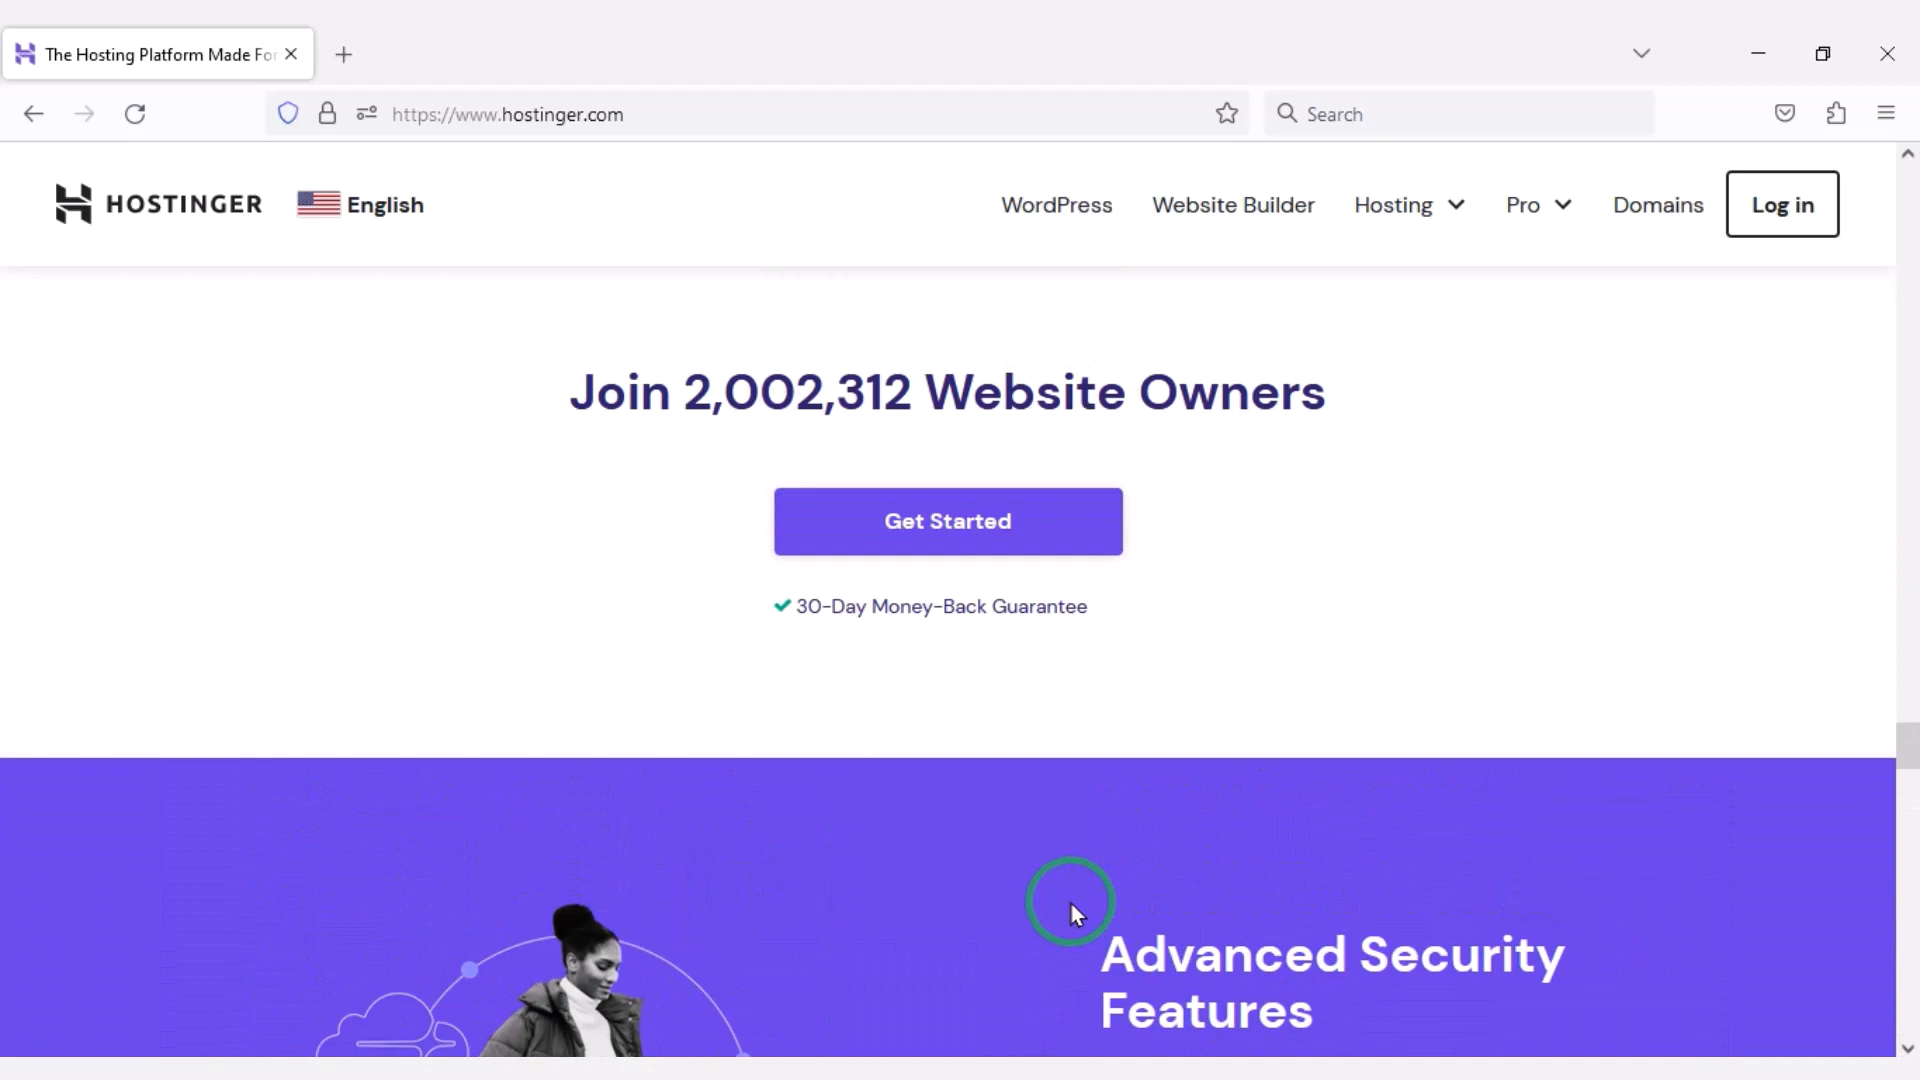 The Hosting Platform Made For
https://www.hostinger.com
Search
HOSTINGER
English
WordPress
Website Builder
Hosting
Pro
Domains
Log in
Join 2,002,312 Website Owners
Get Started
30-Day Money-Back Guarantee
Advanced Security
Features